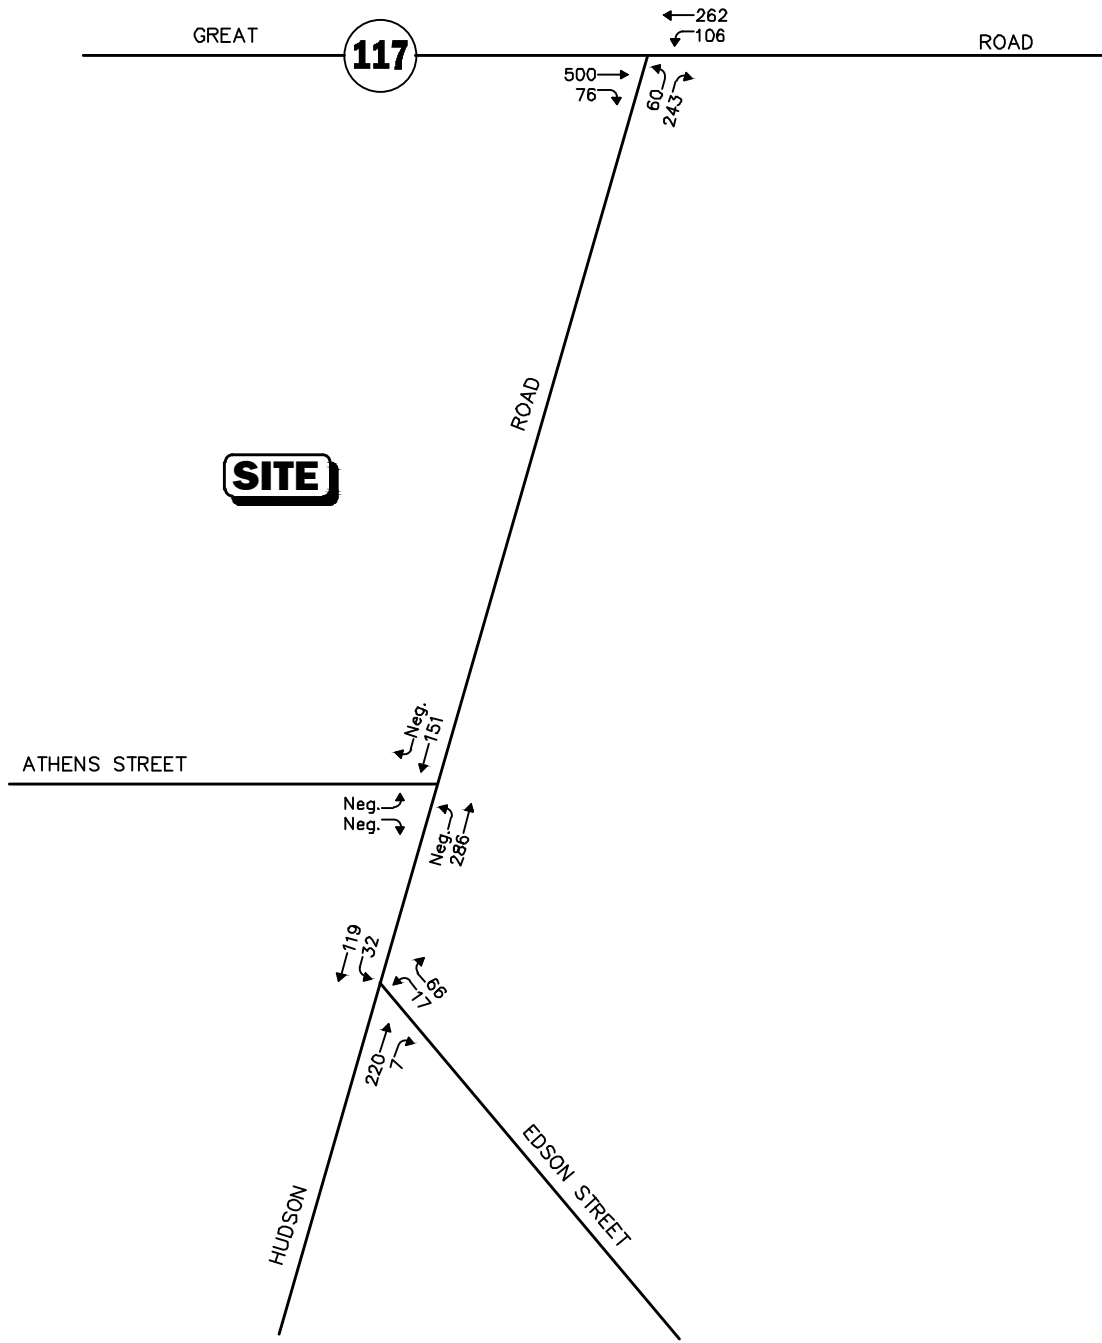 GREAT
117
262
106
ROAD
500
76
60
243
ROAD
SITE
Neg.
151
ATHENS STREET
Neg.
Neg.
Neg.
286
119
32
66
17
220
7
EDSON STREET
HUDSON